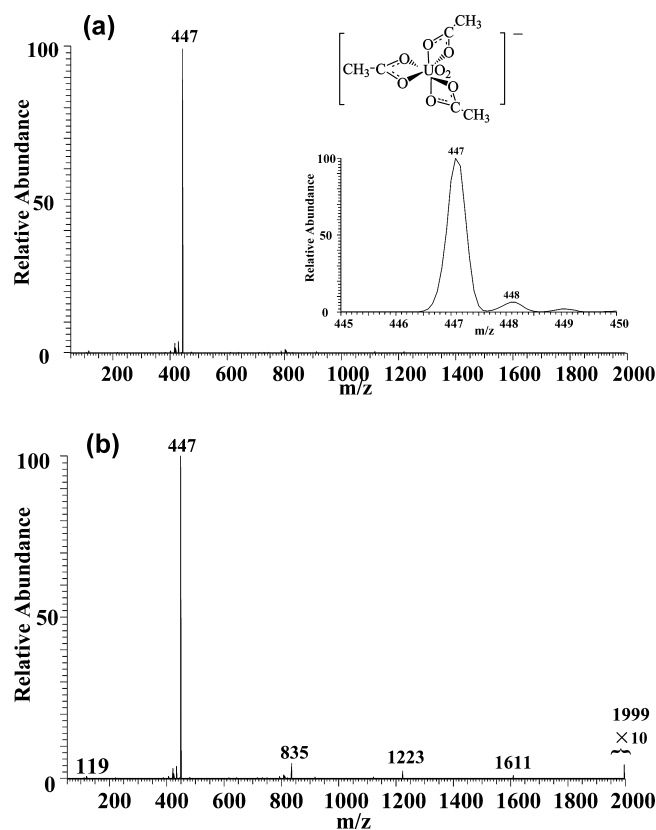 (a)
447
100
50
0
Relative Abundance
200 400 600 800 1000 1200 1400 1600 1800 2000
m/z
CH3
O C
O
O
CH3-C
UO2
O
O
O C
CH3
−
447
100
50
0
Relative Abundance
448
445 446 447 448 449 450
m/z
(b)
447
100
50
0
Relative Abundance
119
835
1223
1611
1999
×10
200 400 600 800 1000 1200 1400 1600 1800 2000
m/z